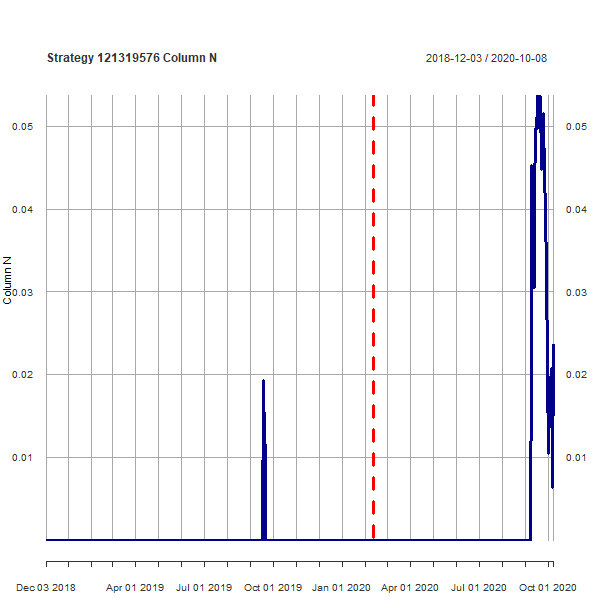 Strategy 121319576 Column N
2018-12-03 / 2020-10-08
0.05
0.04
0.03
0.02
0.01
Column N
0.05
0.04
0.03
0.02
0.01
Dec 03 2018
Apr 01 2019
Jul 01 2019
Oct 01 2019
Jan 01 2020
Apr 01 2020
Jul 01 2020
Oct 01 2020